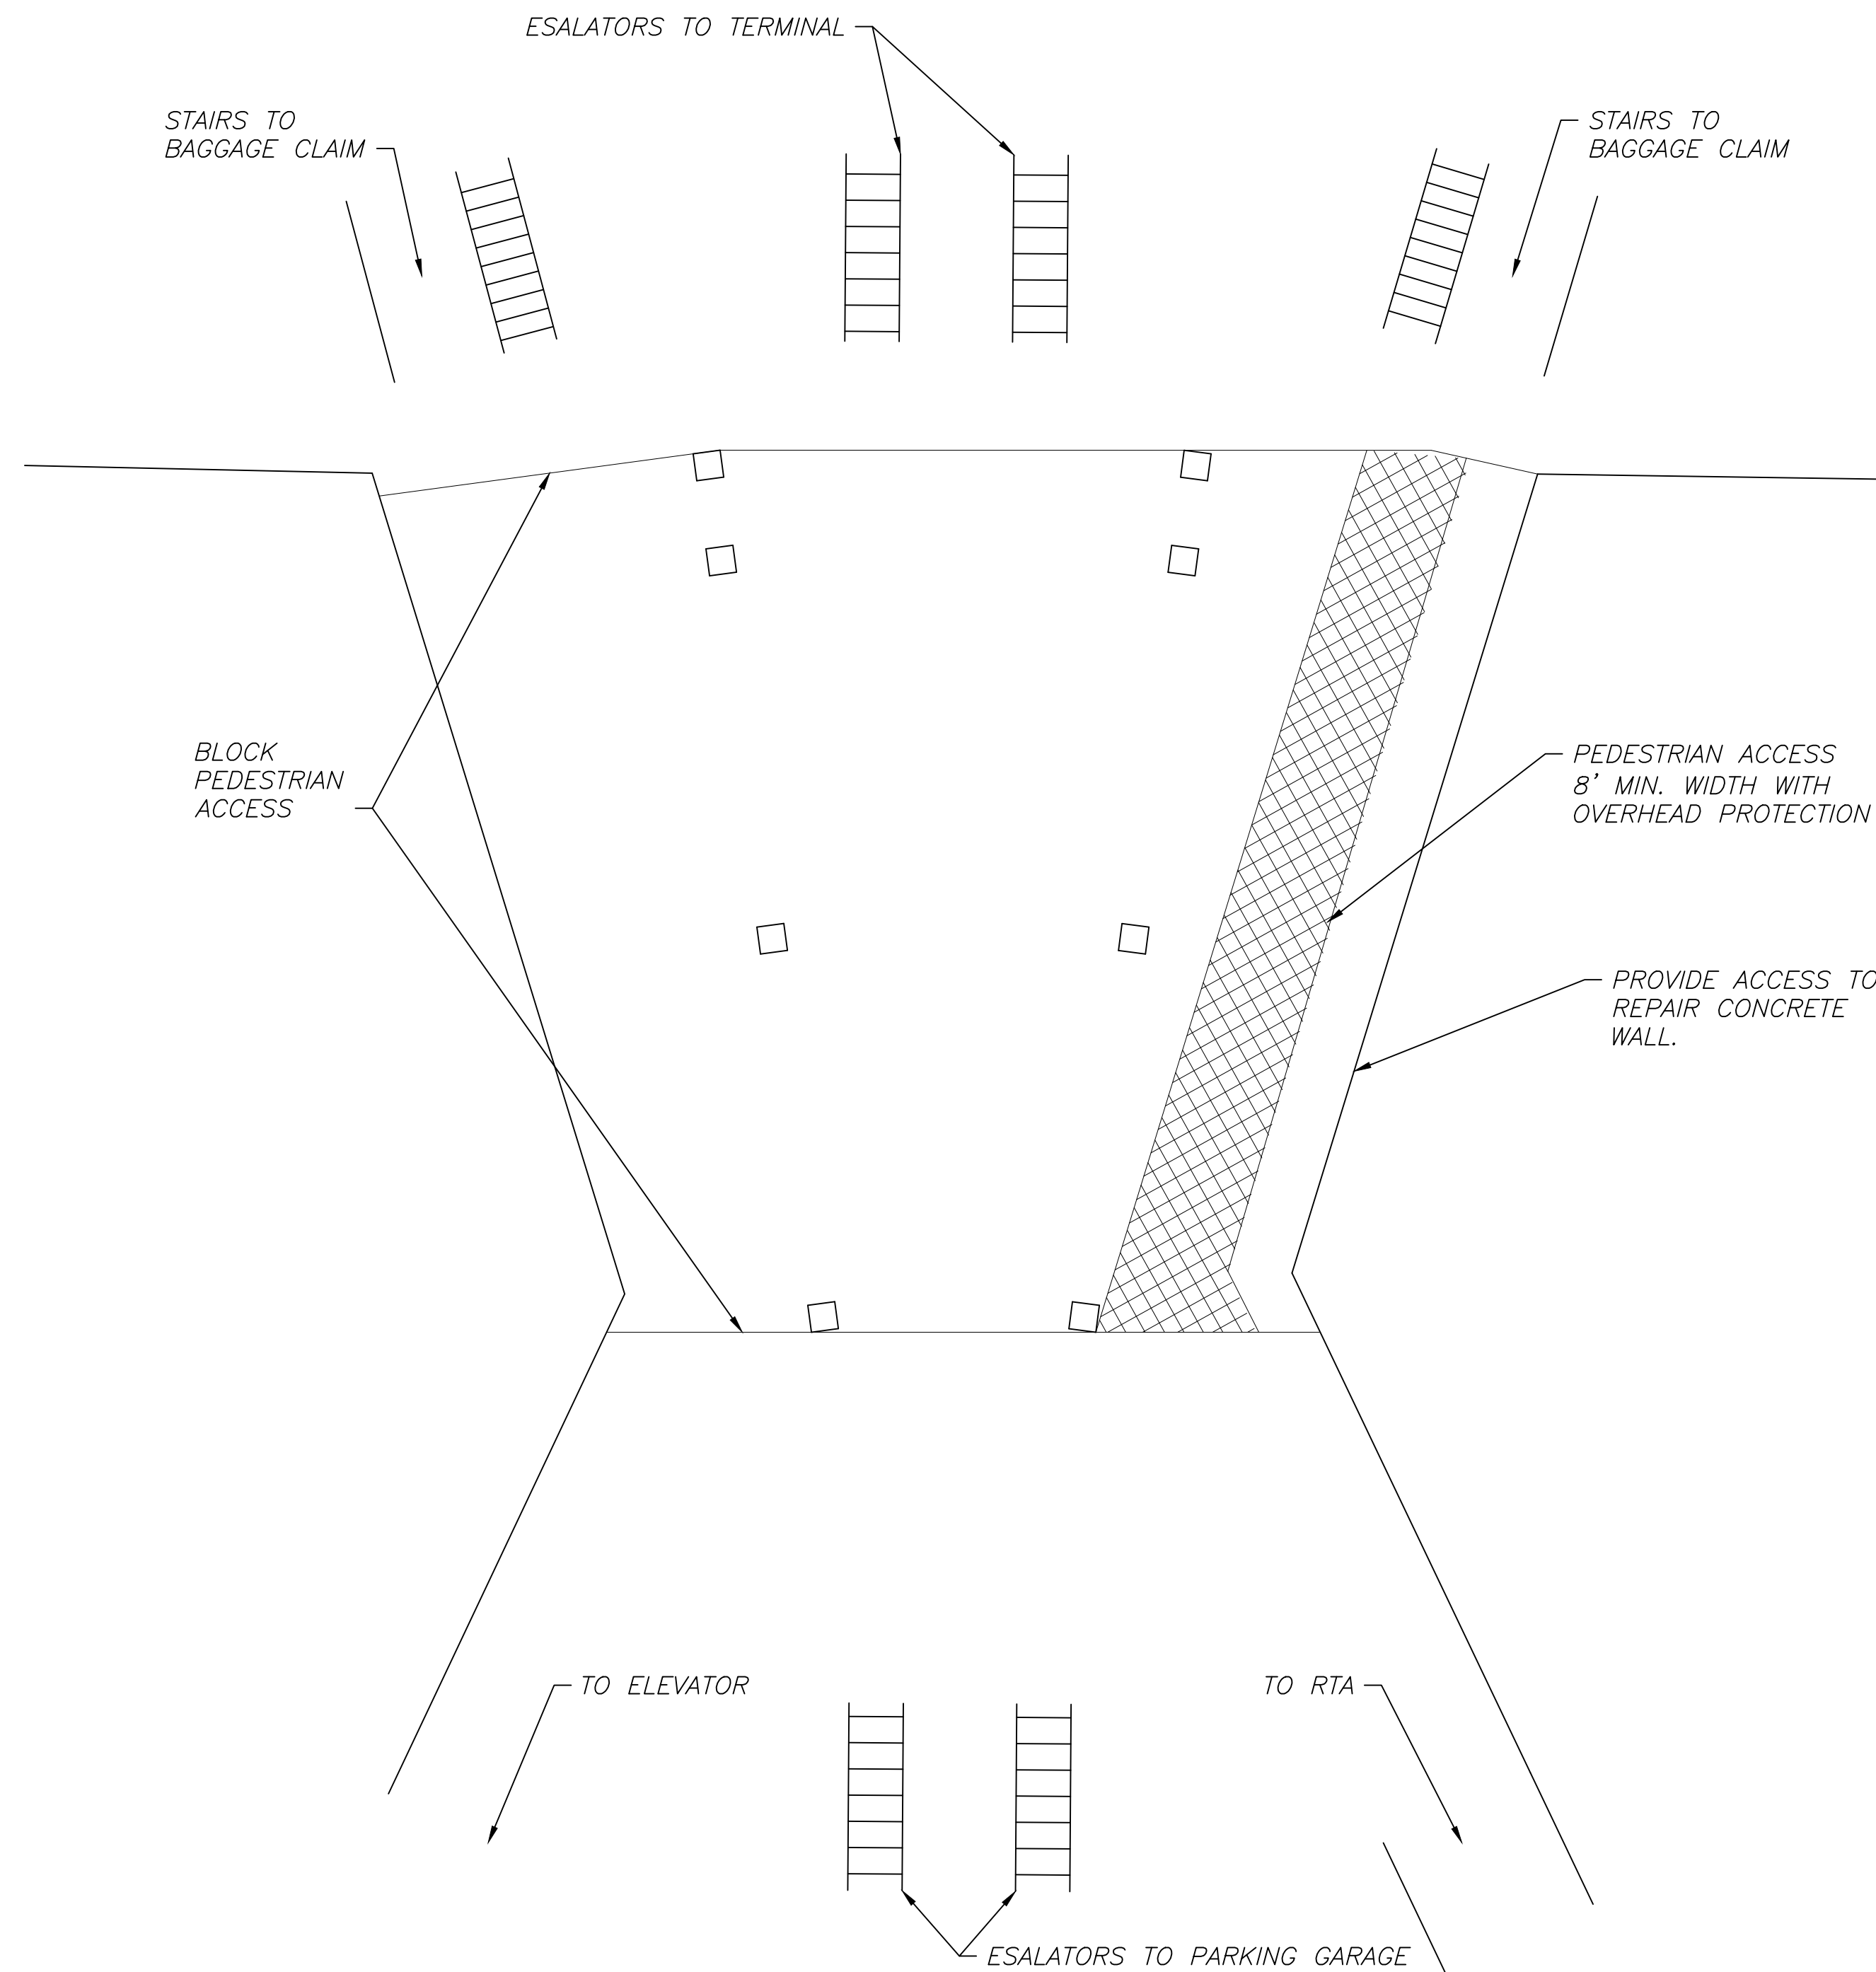 ESALATORS TO TERMINAL
STAIRS TO
BAGGAGE CLAIM
STAIRS TO
BAGGAGE CLAIM
BLOCK
PEDESTRIAN
ACCESS
PEDESTRIAN ACCESS
8' MIN. WIDTH WITH
OVERHEAD PROTECTION
PROVIDE ACCESS TO
REPAIR CONCRETE
WALL.
TO ELEVATOR
TO RTA
ESALATORS TO PARKING GARAGE